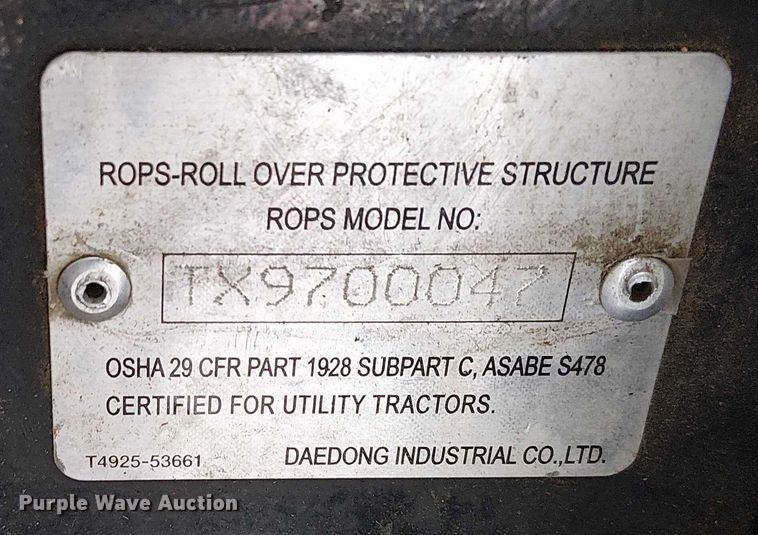 ROPS-ROLL OVER PROTECTIVE STRUCTURE
ROPS MODEL NO:
TX9700047
OSHA 29 CFR PART 1928 SUBPART C, ASABE S478
CERTIFIED FOR UTILITY TRACTORS.
T4925-53661 DAEDONG INDUSTRIAL CO.,LTD.
Purple Wave Auction